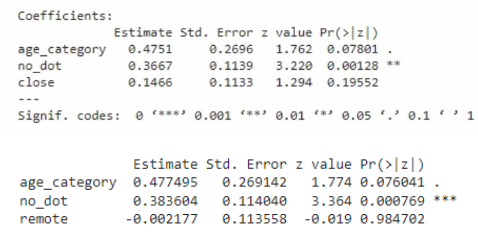 Coefficients:
Estimate Std. Error z value Pr(>|z|)
age_category 0.4751 0.2696 1.762 0.07801 .
no_dot 0.3667 0.1139 3.220 0.00128 **
close 0.1466 0.1133 1.294 0.19552
---
Signif. codes: 0 ‘***’ 0.001 ‘**’ 0.01 ‘*’ 0.05 ‘.’ 0.1 ‘ ’ 1
Estimate Std. Error z value Pr(>|z|)
age_category 0.477495 0.269142 1.774 0.076041 .
no_dot 0.383604 0.114040 3.364 0.000769 ***
remote -0.002177 0.113558 -0.019 0.984702